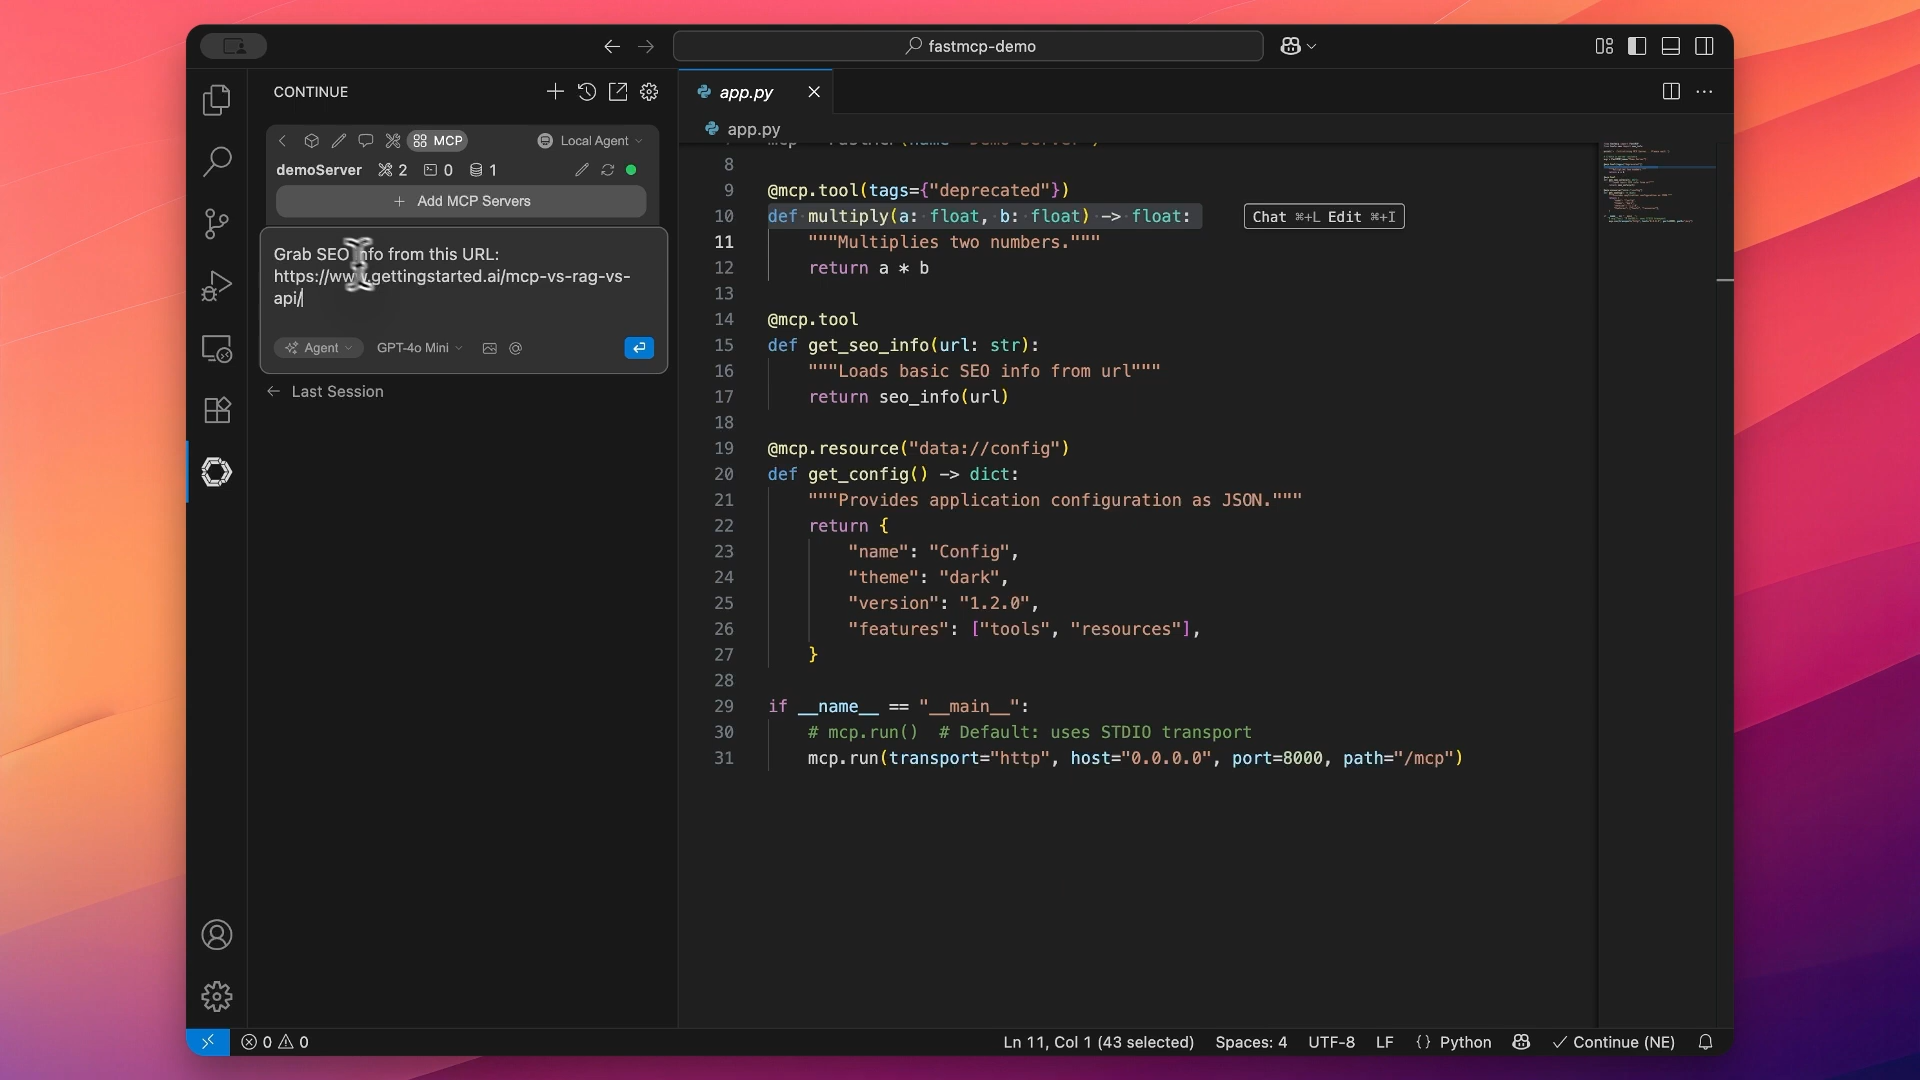 fastmcp-demo
CONTINUE
MCP
Local Agent
demoServer 2 0 1
+ Add MCP Servers
Grab SEO info from this URL:
https://www.gettingstarted.ai/mcp-vs-rag-vs-
api/
Agent GPT-4o Mini
Last Session
app.py
app.py
8
9 @mcp.tool(tags={"deprecated"})
10 def multiply(a: float, b: float) -> float:
Chat ⌘+L Edit ⌘+I
11 """Multiplies two numbers."""
12 return a * b
13
14 @mcp.tool
15 def get_seo_info(url: str):
16 """Loads basic SEO info from url"""
17 return seo_info(url)
18
19 @mcp.resource("data://config")
20 def get_config() -> dict:
21 """Provides application configuration as JSON."""
22 return {
23 "name": "Config",
24 "theme": "dark",
25 "version": "1.2.0",
26 "features": ["tools", "resources"],
27 }
28
29 if __name__ == "__main__":
30 # mcp.run() # Default: uses STDIO transport
31 mcp.run(transport="http", host="0.0.0.0", port=8000, path="/mcp")
0 0
Ln 11, Col 1 (43 selected) Spaces: 4 UTF-8 LF {} Python Continue (NE)